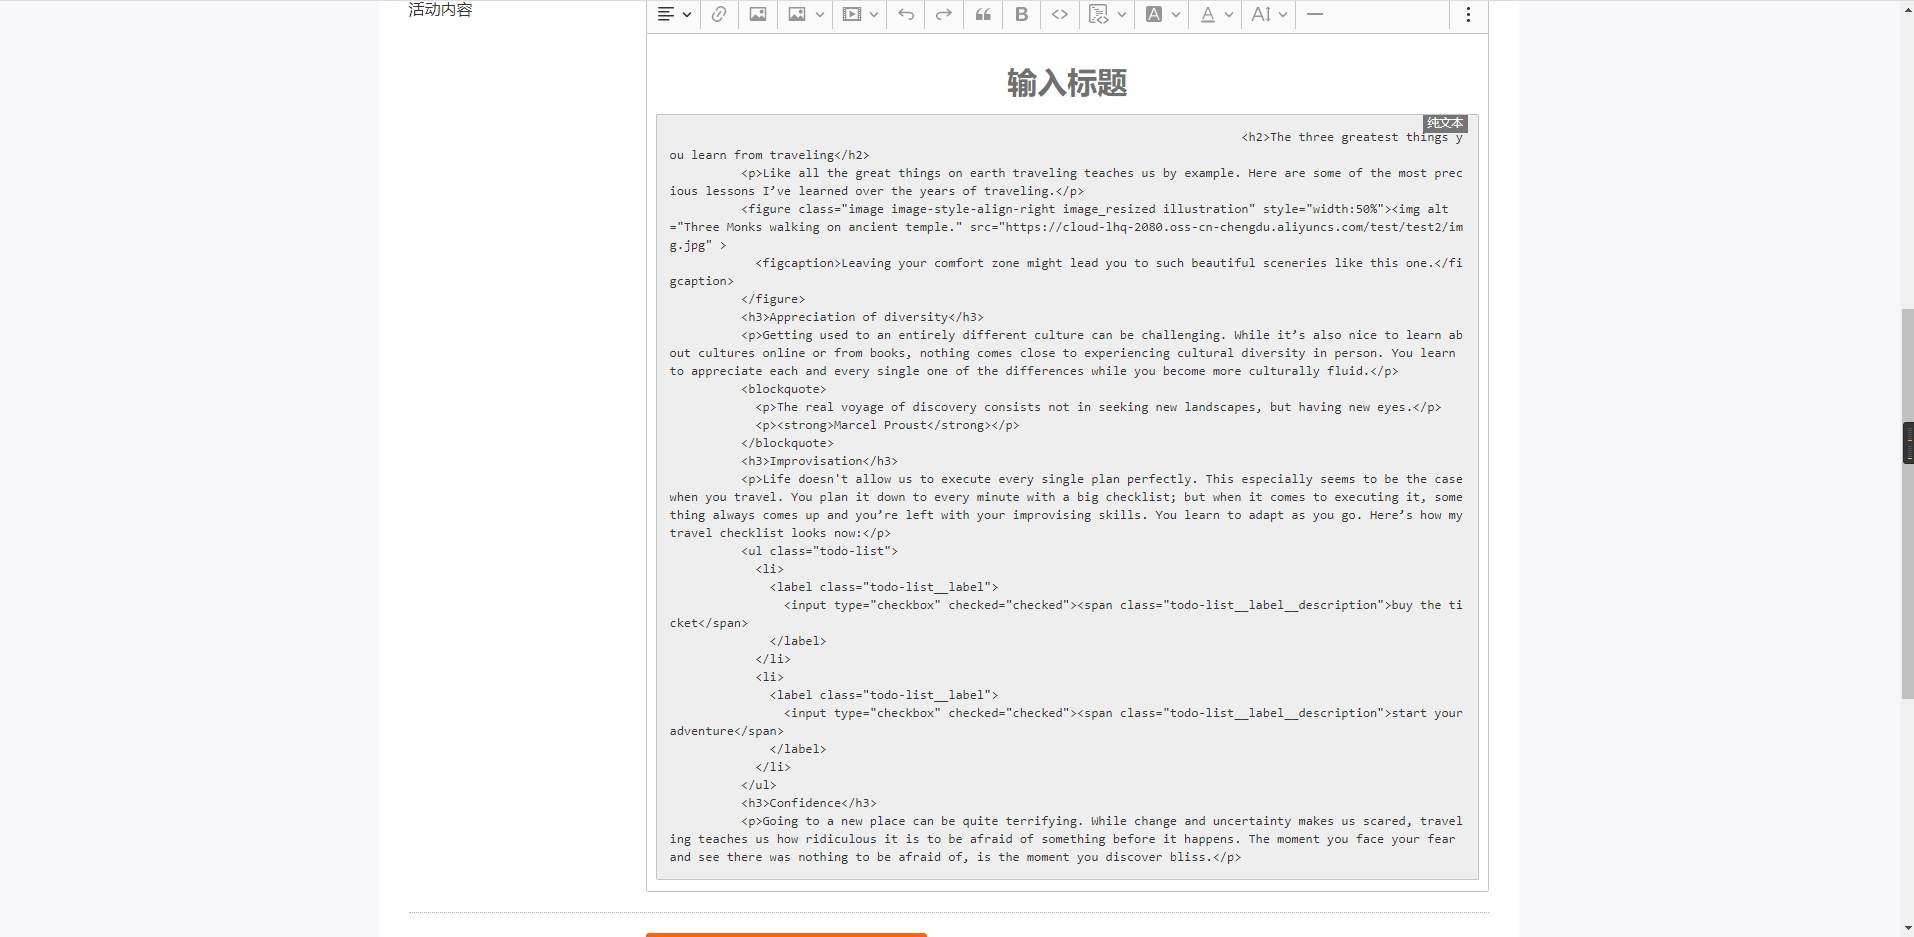 活动内容
输入标题
纯文本
<h2>The three greatest things y
ou learn from traveling</h2>
<p>Like all the great things on earth traveling teaches us by example. Here are some of the most prec
ious lessons I’ve learned over the years of traveling.</p>
<figure class="image image-style-align-right image_resized illustration" style="width:50%"><img alt
="Three Monks walking on ancient temple." src="https://cloud-lhq-2080.oss-cn-chengdu.aliyuncs.com/test/test2/im
g.jpg" >
<figcaption>Leaving your comfort zone might lead you to such beautiful sceneries like this one.</fi
gcaption>
</figure>
<h3>Appreciation of diversity</h3>
<p>Getting used to an entirely different culture can be challenging. While it’s also nice to learn ab
out cultures online or from books, nothing comes close to experiencing cultural diversity in person. You learn
to appreciate each and every single one of the differences while you become more culturally fluid.</p>
<blockquote>
<p>The real voyage of discovery consists not in seeking new landscapes, but having new eyes.</p>
<p><strong>Marcel Proust</strong></p>
</blockquote>
<h3>Improvisation</h3>
<p>Life doesn't allow us to execute every single plan perfectly. This especially seems to be the case
when you travel. You plan it down to every minute with a big checklist; but when it comes to executing it, some
thing always comes up and you’re left with your improvising skills. You learn to adapt as you go. Here’s how my
travel checklist looks now:</p>
<ul class="todo-list">
<li>
<label class="todo-list__label">
<input type="checkbox" checked="checked"><span class="todo-list__label__description">buy the ti
cket</span>
</label>
</li>
<li>
<label class="todo-list__label">
<input type="checkbox" checked="checked"><span class="todo-list__label__description">start your
adventure</span>
</label>
</li>
</ul>
<h3>Confidence</h3>
<p>Going to a new place can be quite terrifying. While change and uncertainty makes us scared, travel
ing teaches us how ridiculous it is to be afraid of something before it happens. The moment you face your fear
and see there was nothing to be afraid of, is the moment you discover bliss.</p>